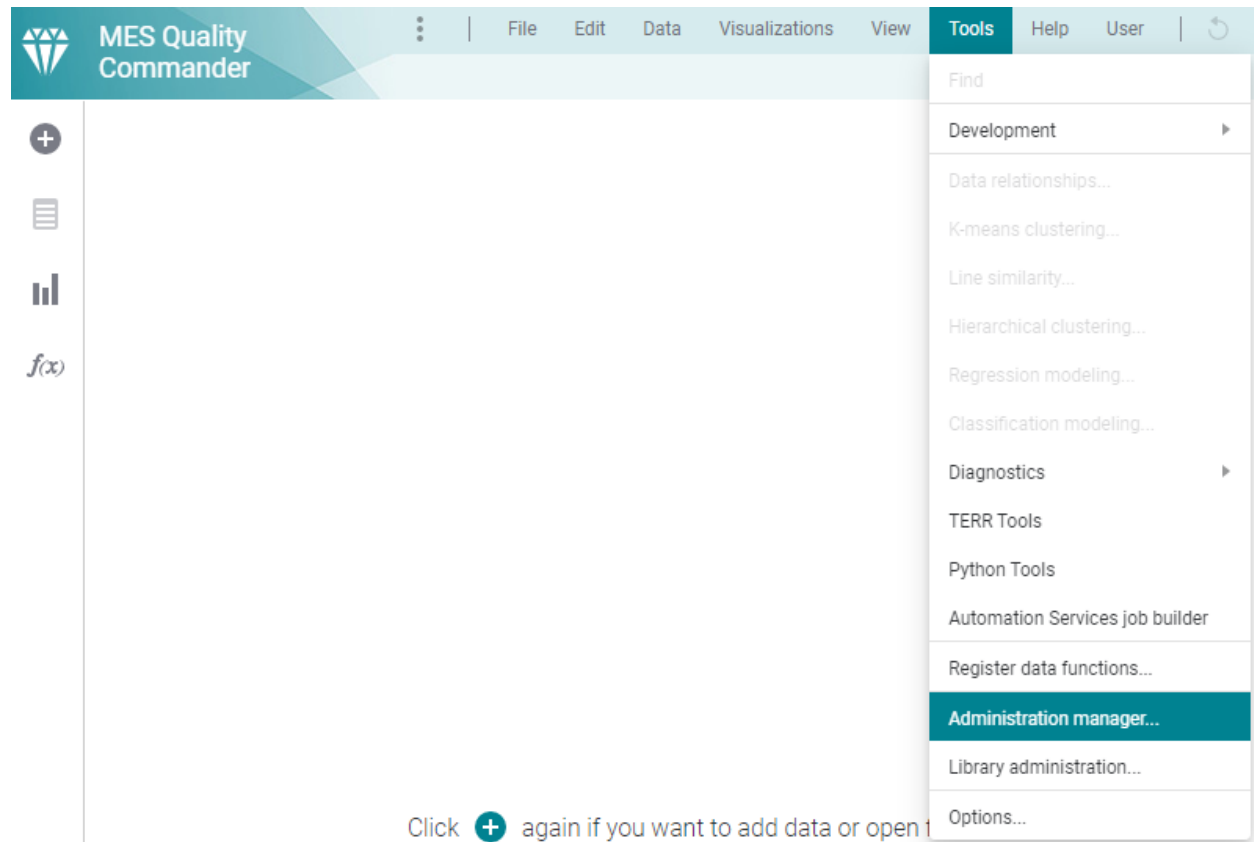 MES Quality
Commander
File Edit Data Visualizations View Tools Help User
Find
Development
Data relationships...
K-means clustering...
Line similarity...
Hierarchical clustering...
f(x)
Regression modeling...
Classification modeling...
Diagnostics
TERR Tools
Python Tools
Automation Services job builder
Register data functions...
Administration manager...
Library administration...
Options...
Click + again if you want to add data or open